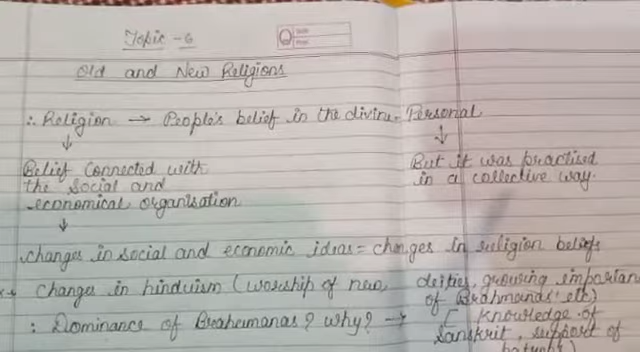 Topic - 6
Old and New Religions
∴ Religion → People's belief in the divine - Personal
↓ ↓
Belief Connected with But it was practised
the social and in a collective way.
economical organisation
↓
changes in social and economic ideas = changes in religion beliefs
→ Changes in hinduism (worship of new deities, growing importan
of Brahmanas etc)
: Dominance of Braheimanas? why? → [ knowledge of
Sanskrit, support of